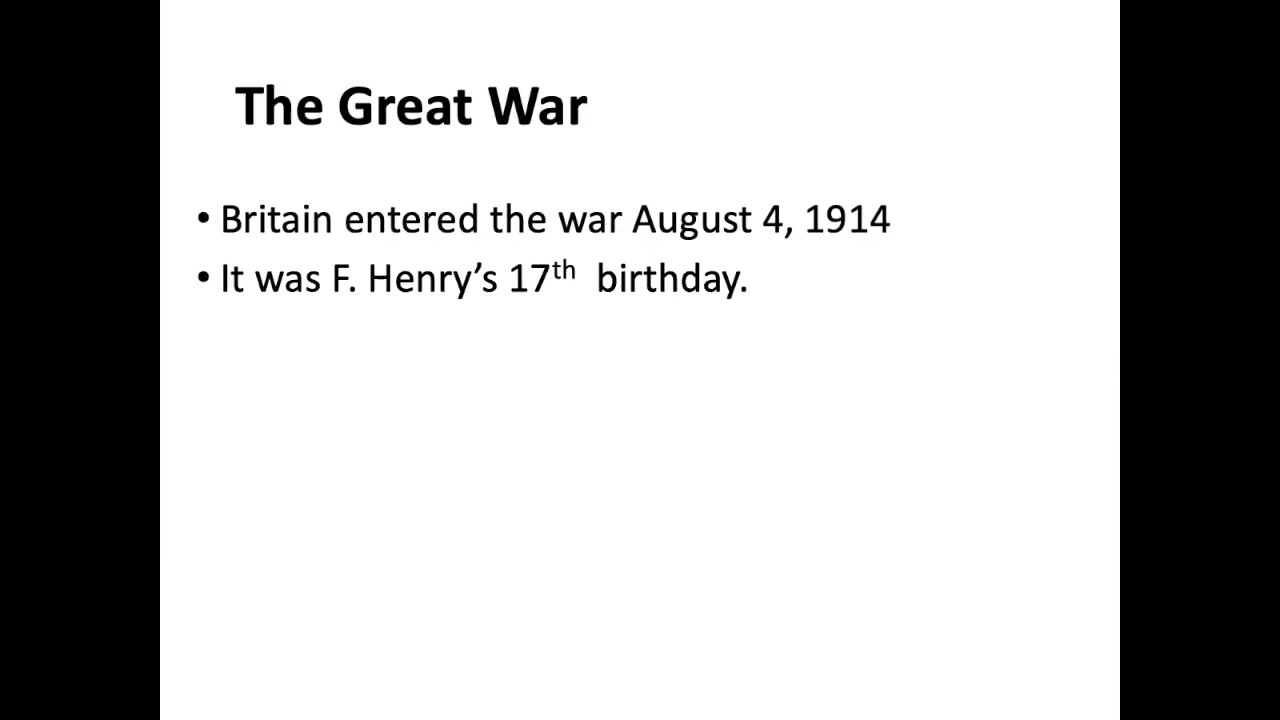 The Great War
• Britain entered the war August 4, 1914
• It was F. Henry’s 17th birthday.